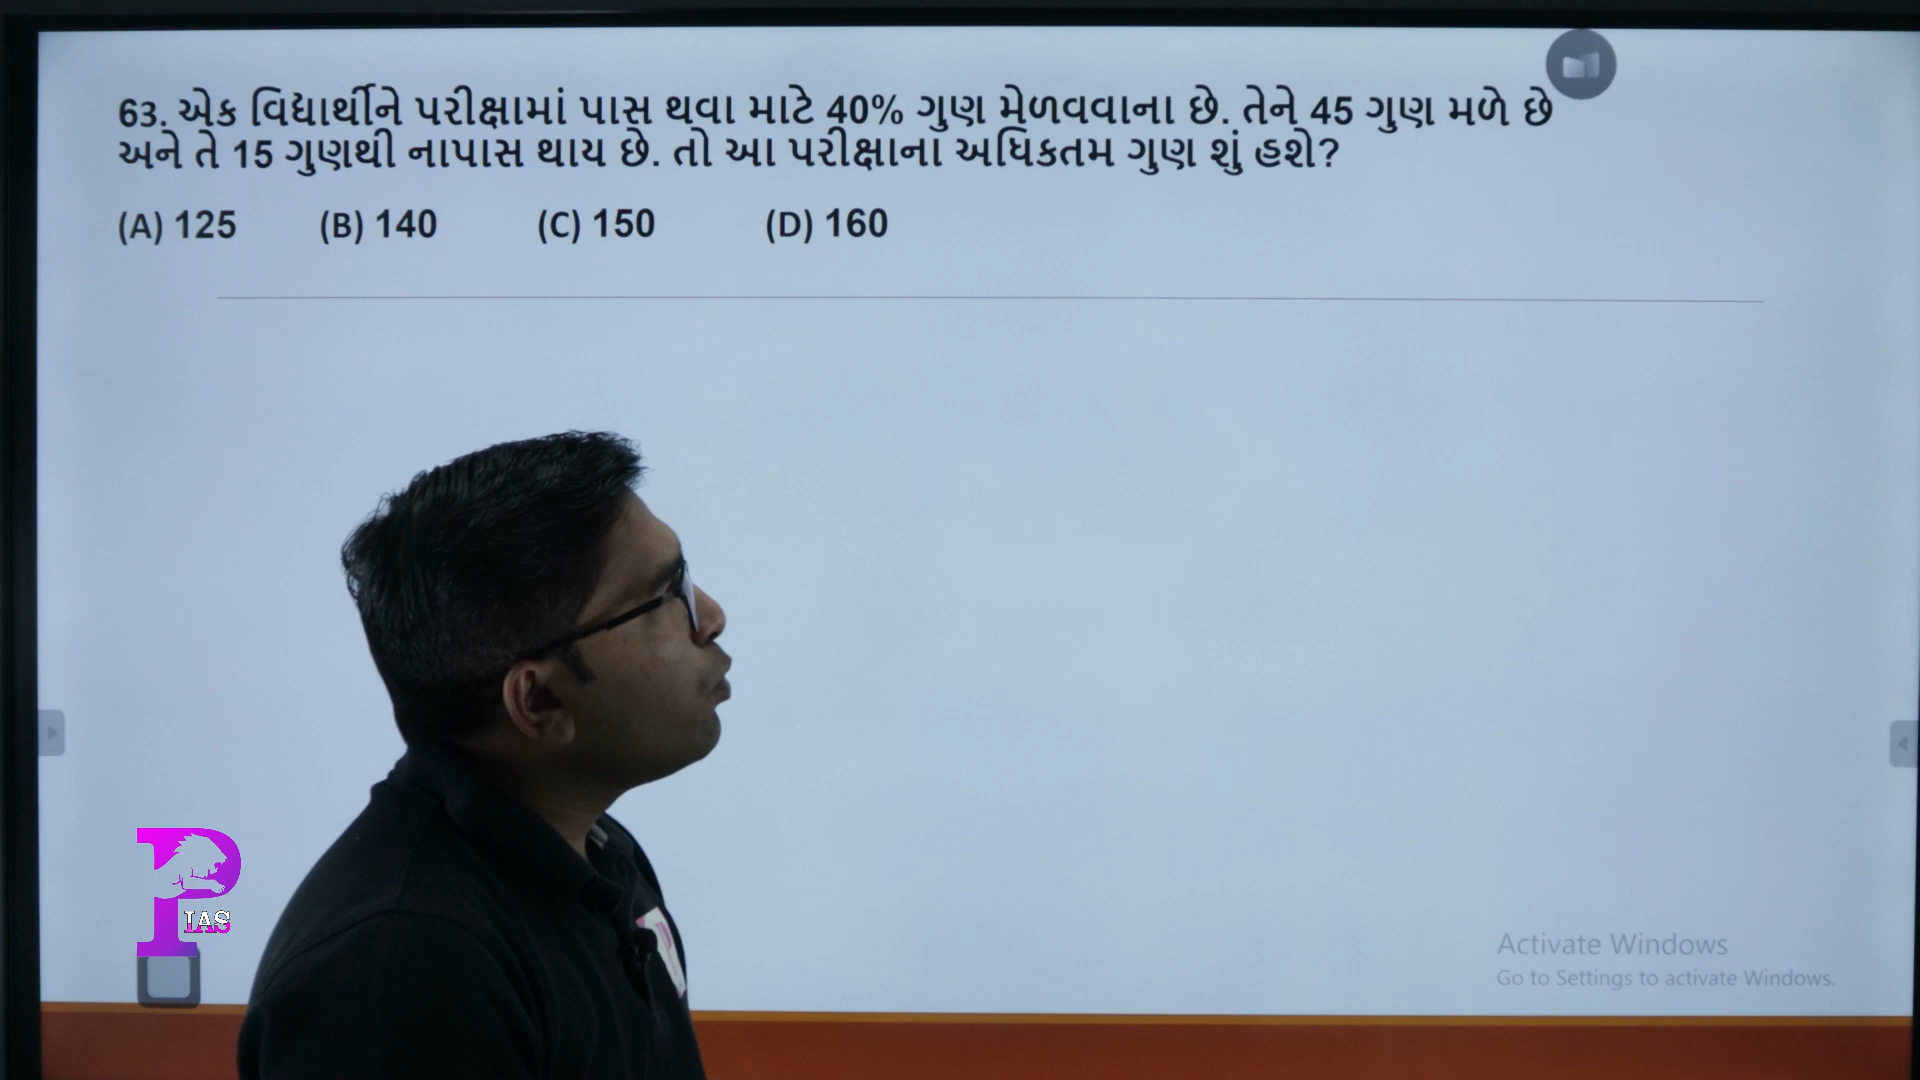 63. એક વિદ્યાર્થીને પરીક્ષામાં પાસ થવા માટે 40% ગુણ મેળવવાના છે. તેને 45 ગુણ મળે છે
અને તે 15 ગુણથી નાપાસ થાય છે. તો આ પરીક્ષાના અધિકતમ ગુણ શું હશે?
(A) 125 (B) 140 (C) 150 (D) 160
P
IAS
Activate Windows
Go to Settings to activate Windows.